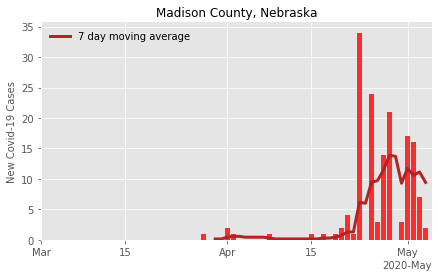 Madison County, Nebraska
7 day moving average
New Covid-19 Cases
35
30
25
20
15
10
5
0
Mar 15 Apr 15 May
2020-May